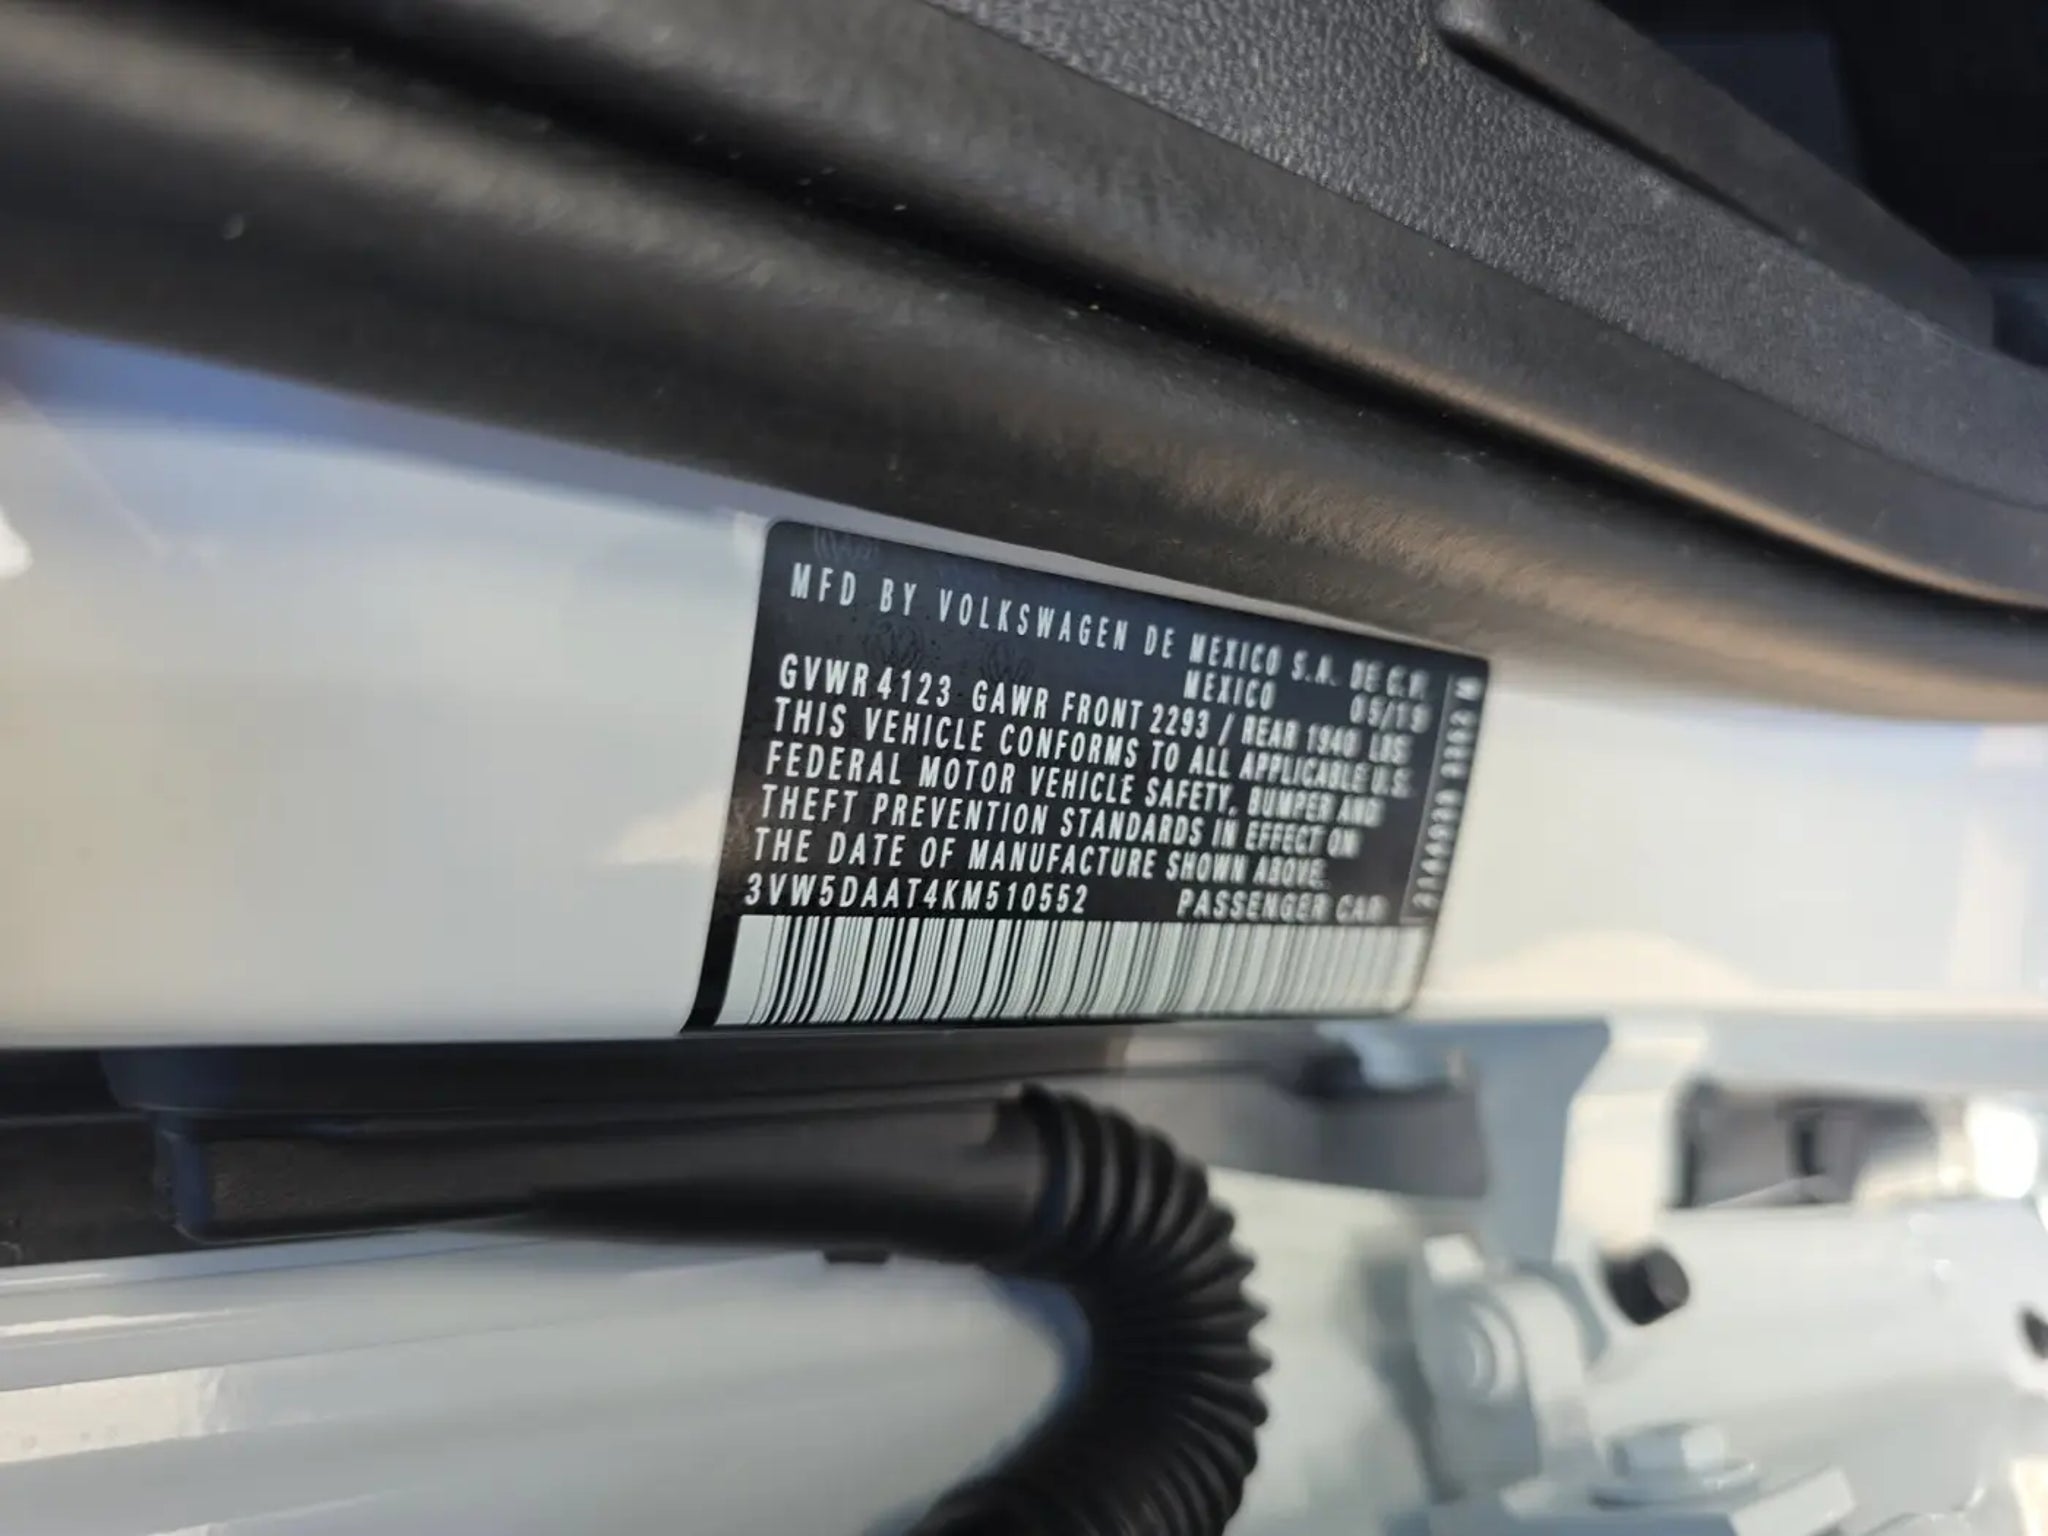 MFD BY VOLKSWAGEN DE MEXICO S.A. DE C.V.
MEXICO 05/19
GVWR 4123 GAWR FRONT 2293 / REAR 1940 LBS
THIS VEHICLE CONFORMS TO ALL APPLICABLE U.S.
FEDERAL MOTOR VEHICLE SAFETY, BUMPER AND
THEFT PREVENTION STANDARDS IN EFFECT ON
THE DATE OF MANUFACTURE SHOWN ABOVE.
3VW5DAAT4KM510552 PASSENGER CAR